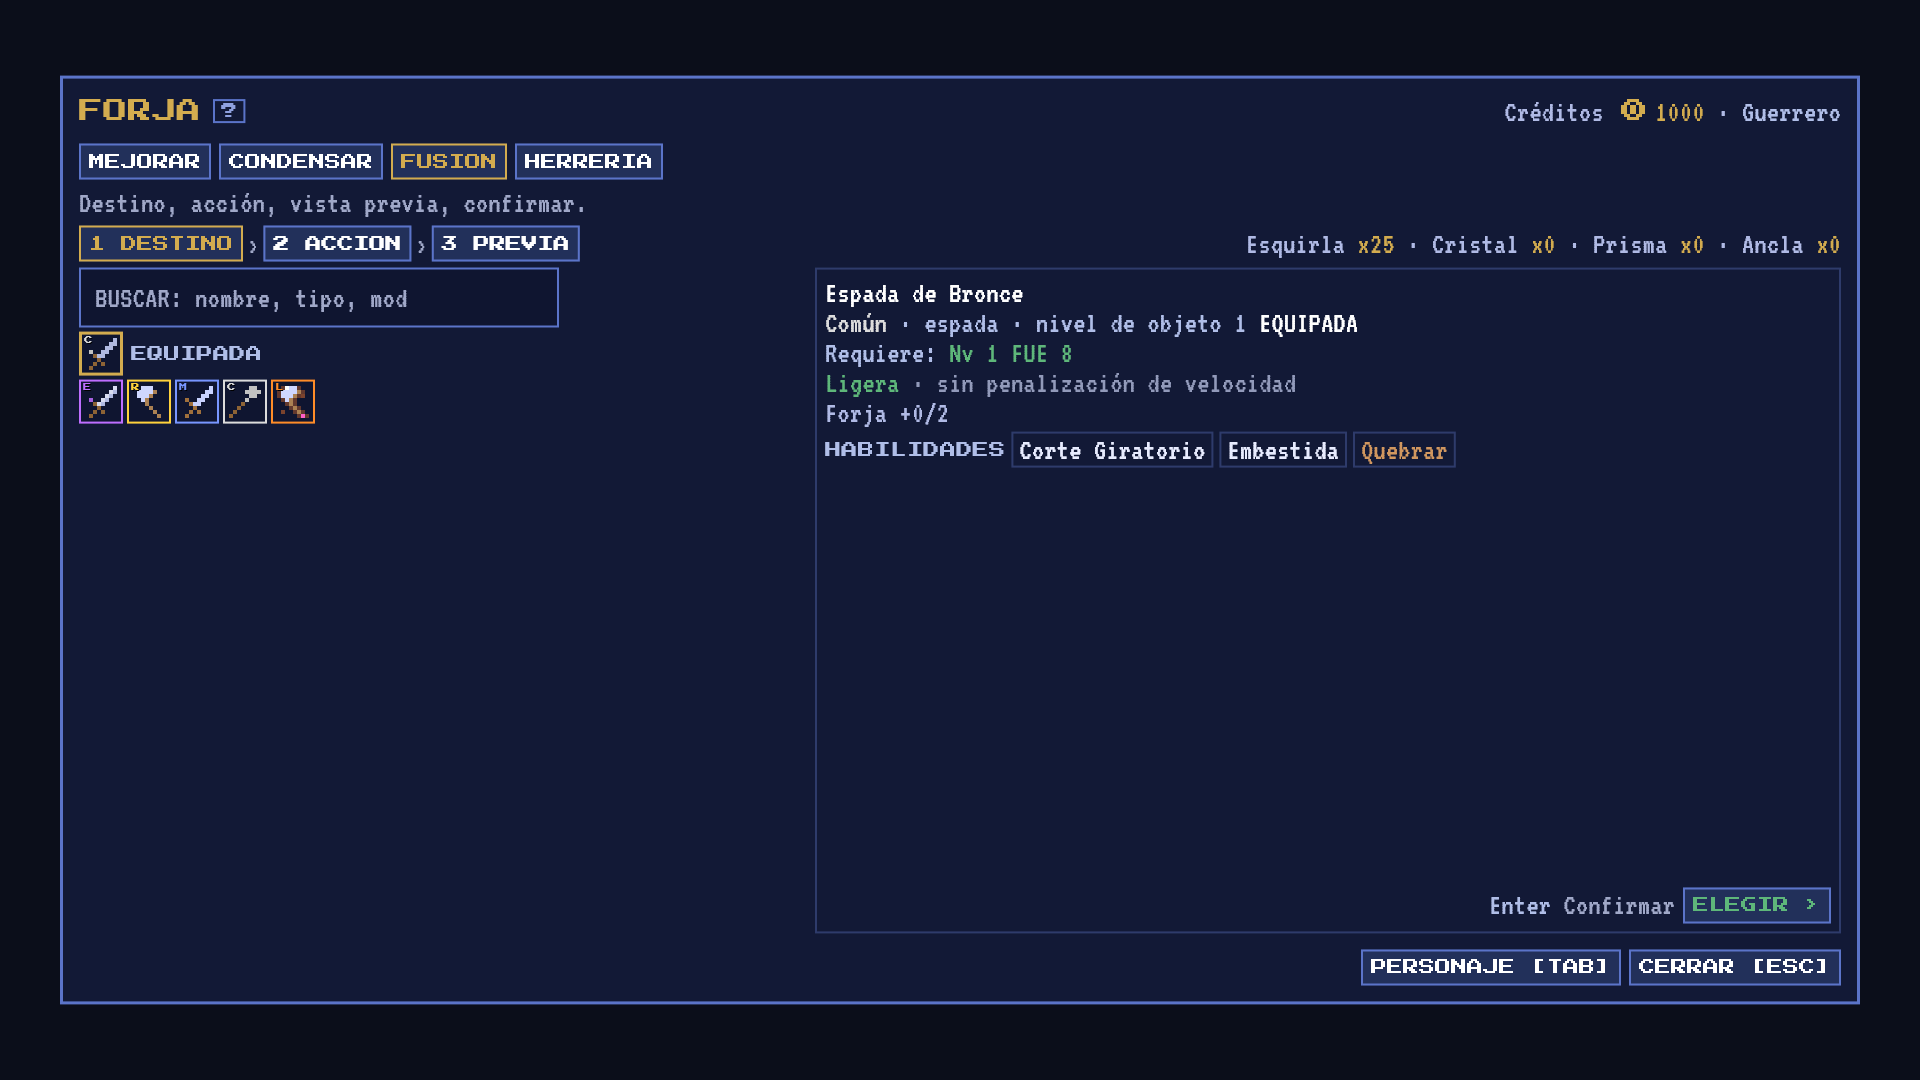 FORJA ?
Créditos 1000 · Guerrero
MEJORAR CONDENSAR FUSION HERRERIA
Destino, acción, vista previa, confirmar.
1 DESTINO › 2 ACCION › 3 PREVIA
Esquirla x25 · Cristal x0 · Prisma x0 · Ancla x0
BUSCAR: nombre, tipo, mod
C EQUIPADA
E R M C L
Espada de Bronce
Común · espada · nivel de objeto 1 EQUIPADA
Requiere: Nv 1 FUE 8
Ligera · sin penalización de velocidad
Forja +0/2
HABILIDADES Corte Giratorio Embestida Quebrar
Enter Confirmar ELEGIR >
PERSONAJE [TAB] CERRAR [ESC]